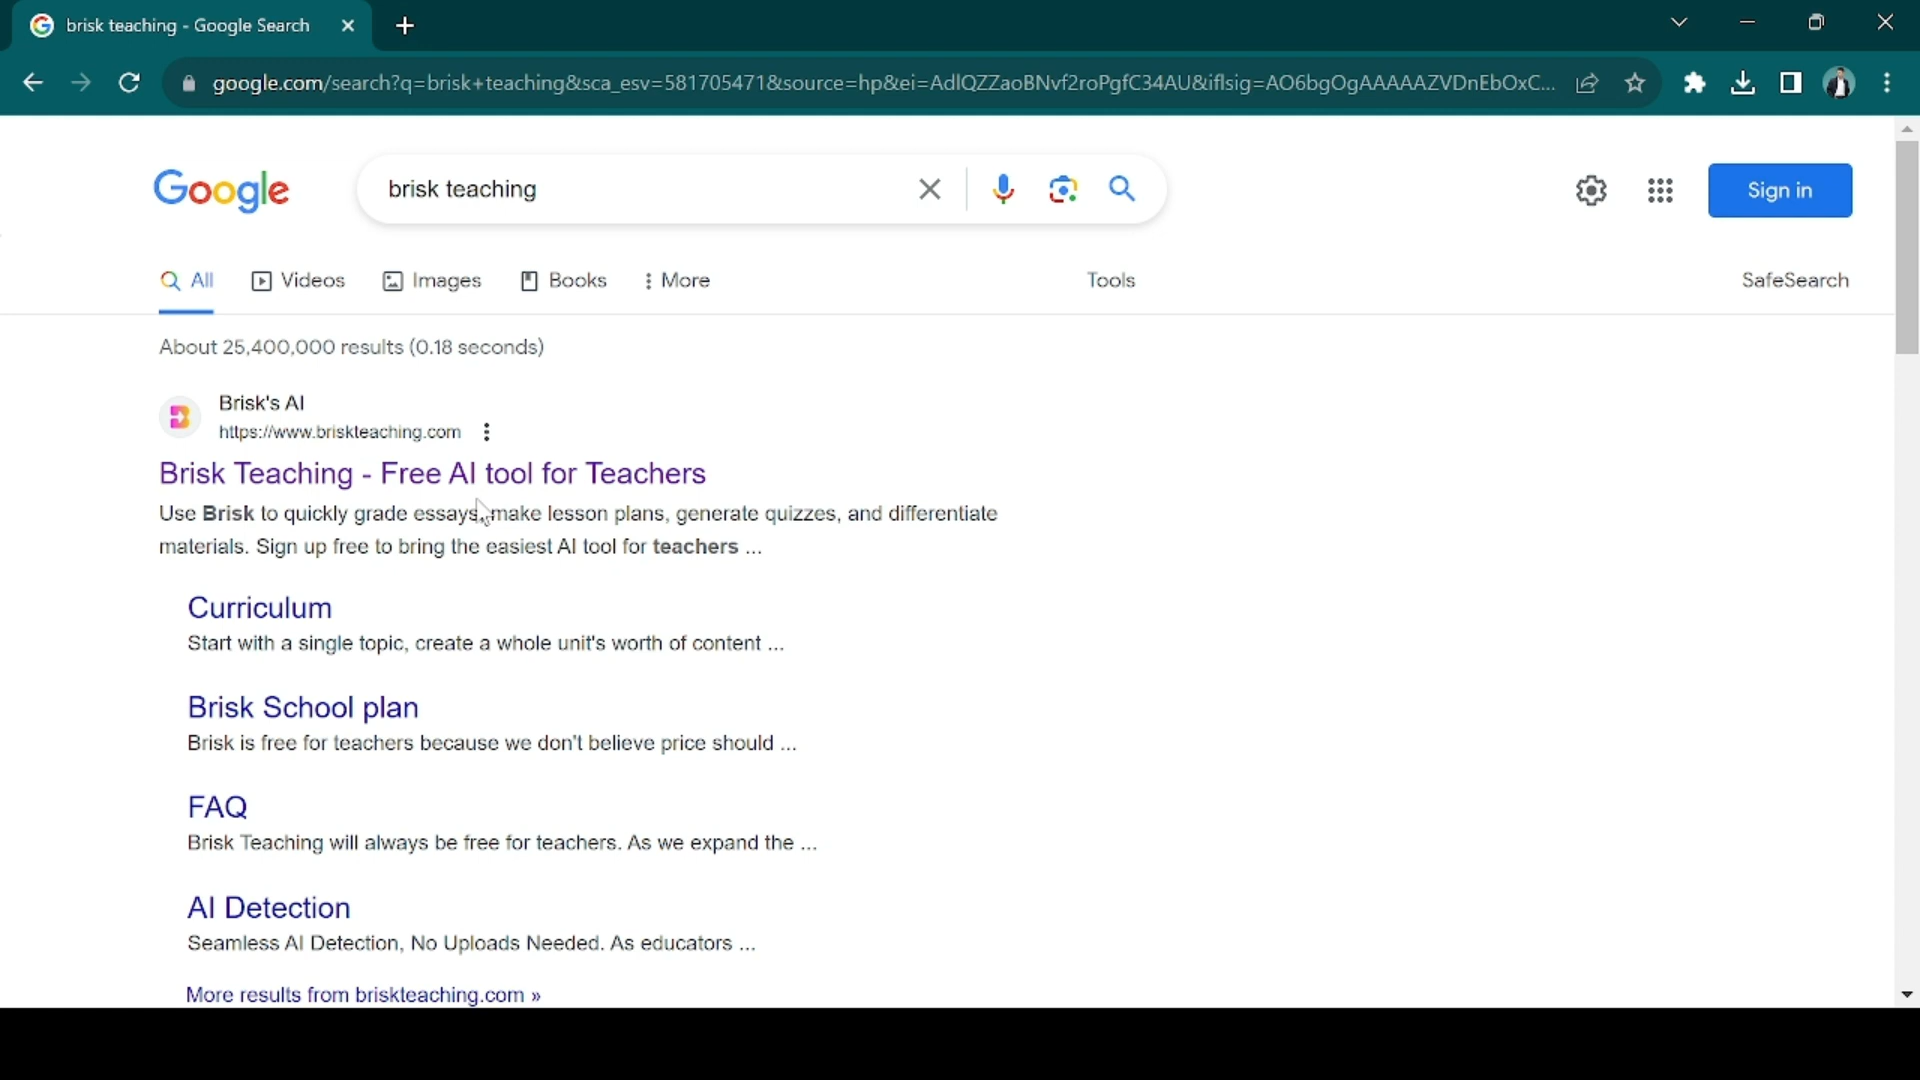 brisk teaching - Google Search
google.com/search?q=brisk+teaching&sca_esv=581705471&source=hp&ei=AdlQZZaoBNvf2roPgfC34AU&iflsig=AO6bgOgAAAAAZVDnEbOxC...
Google
brisk teaching
Sign in
All
Videos
Images
Books
More
Tools
SafeSearch
About 25,400,000 results (0.18 seconds)
Brisk's AI
https://www.briskteaching.com
Brisk Teaching - Free AI tool for Teachers
Use Brisk to quickly grade essays, make lesson plans, generate quizzes, and differentiate
materials. Sign up free to bring the easiest AI tool for teachers ...
Curriculum
Start with a single topic, create a whole unit's worth of content ...
Brisk School plan
Brisk is free for teachers because we don't believe price should ...
FAQ
Brisk Teaching will always be free for teachers. As we expand the ...
AI Detection
Seamless AI Detection, No Uploads Needed. As educators ...
More results from briskteaching.com »